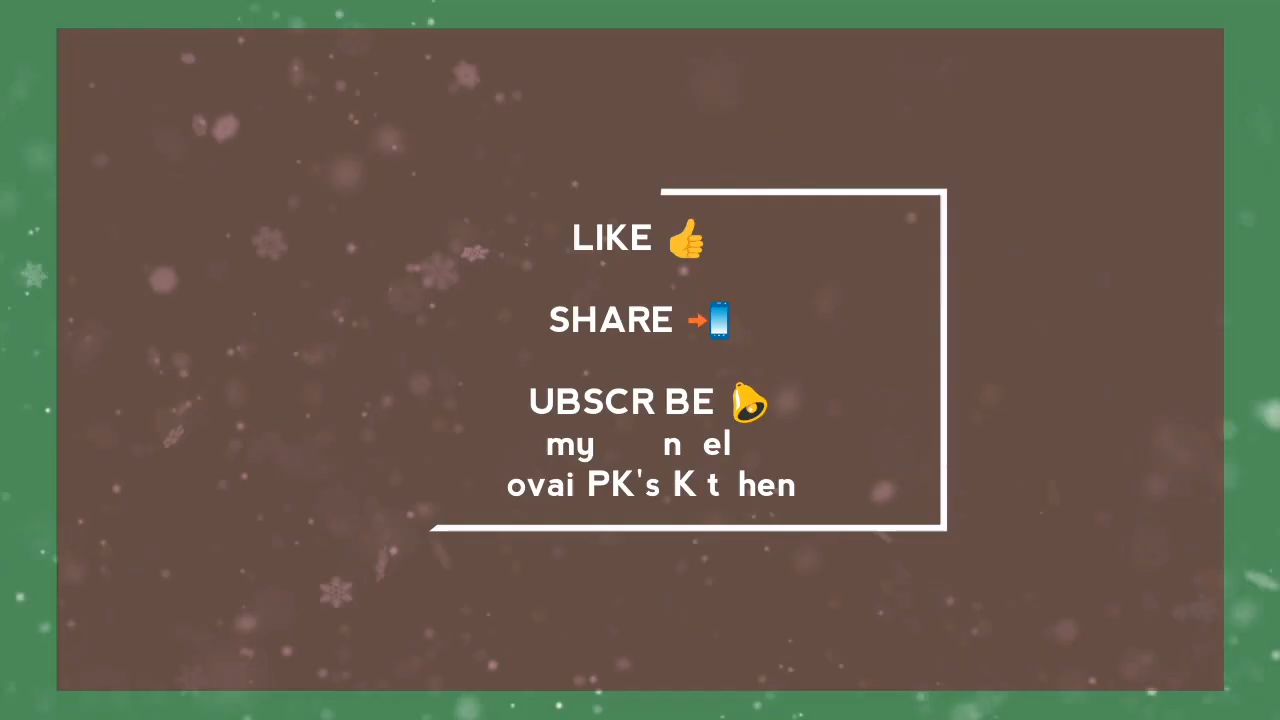 LIKE 👍
SHARE 📲
UBSCR BE 🔔
my n el
ovai PK's K t hen